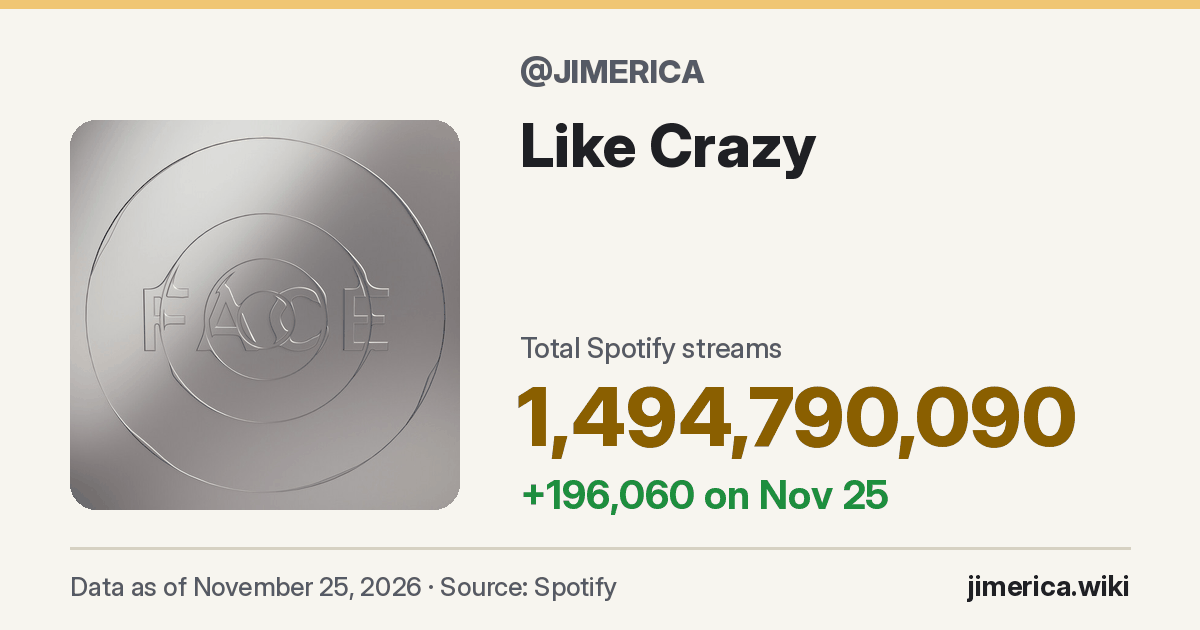 @JIMERICA
Like Crazy
FACE
Total Spotify streams
1,494,790,090
+196,060 on Nov 25
Data as of November 25, 2026 · Source: Spotify
jimerica.wiki